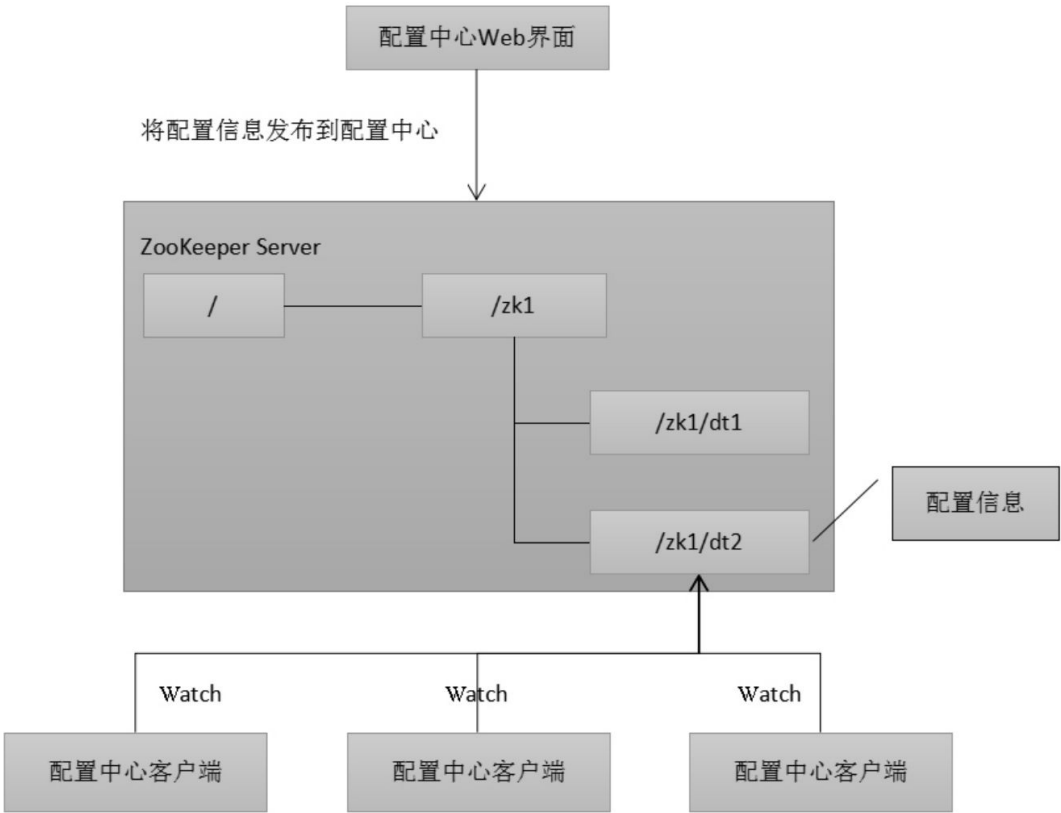 配置中心Web界面
将配置信息发布到配置中心
ZooKeeper Server
/
/zk1
/zk1/dt1
配置信息
/zk1/dt2
Watch
Watch
Watch
配置中心客户端
配置中心客户端
配置中心客户端